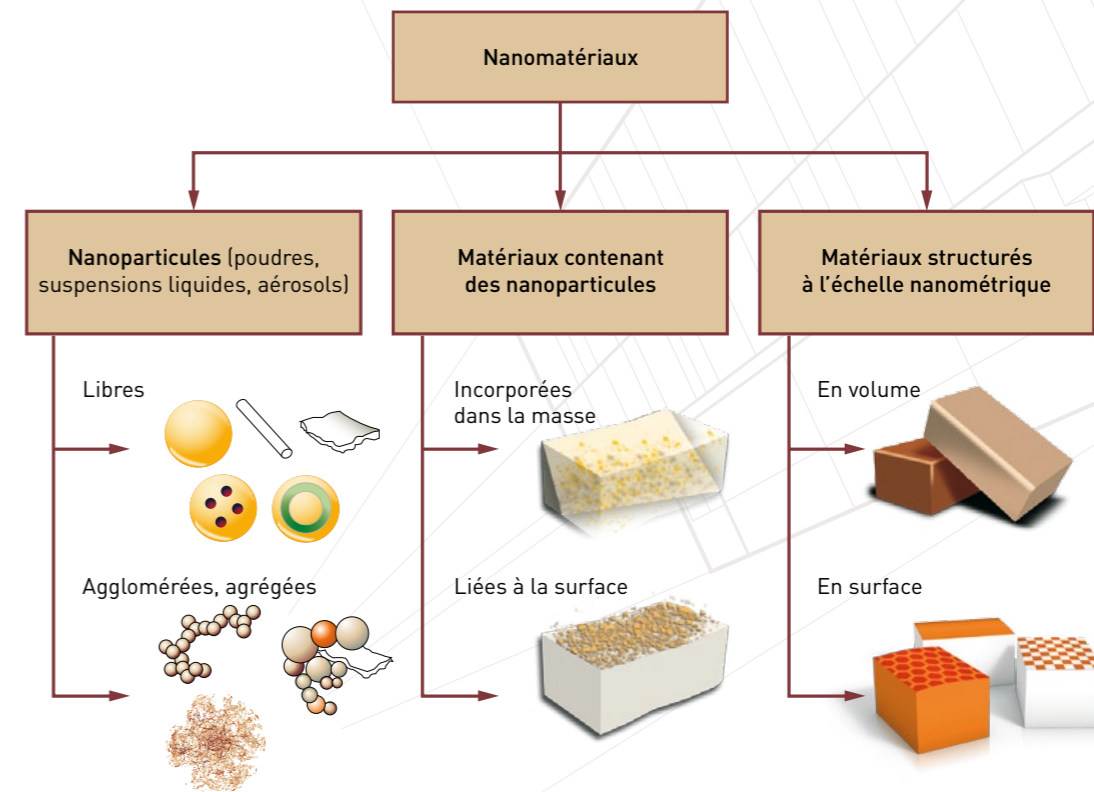 Nanomatériaux
Nanoparticules (poudres,
suspensions liquides, aérosols)
Matériaux contenant
des nanoparticules
Matériaux structurés
à l'échelle nanométrique
Libres
Incorporées
dans la masse
En volume
Agglomérées, agrégées
Liées à la surface
En surface